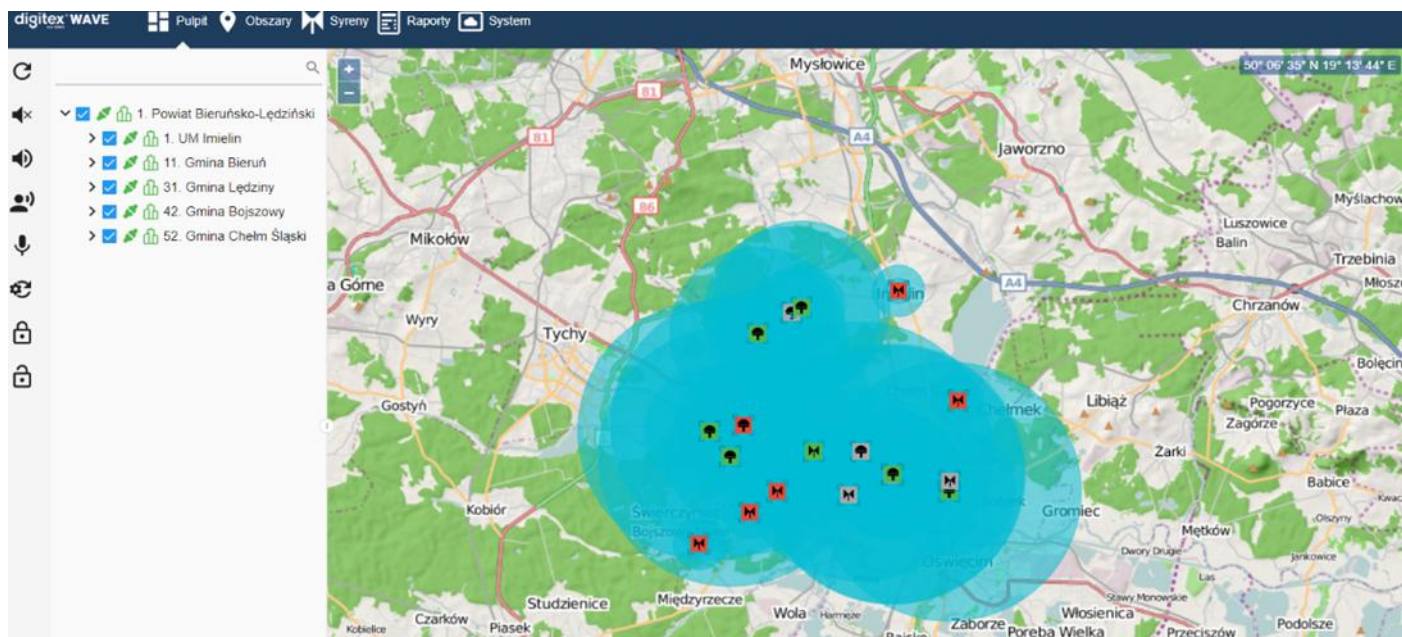 digitex WAVE
Pulpit
Obszary
Syreny
Raporty
System
50° 06' 35" N 19° 13' 44" E
1. Powiat Bieruńsko-Lędziński
1. UM Imielin
11. Gmina Bieruń
31. Gmina Lędziny
42. Gmina Bojszowy
52. Gmina Chełm Śląski
Mysłowice
81
81
A4
Jaworzno
86
Myślachow
Luszowice
Balin
Mikołów
Trzebinia
a Górne
A4
Chrzanów
Wyry
Tychy
Bolęcin
Gostyń
Chełmek
Libiąż
Pogorzyce
Płaza
Zagórze
Żarki
Babice
Kobiór
Gromiec
Olszyny
Mętków
Oświęcim
Dwory Drugie
Jankowice
Las
Stawy Monowskie
Studzienice
Międzyrzecze
Wola
Harmęże
Włosienica
Czarków
Piasek
Kobielice
Zaborze
Poręba Wielka
Przeciszów
Podolsze